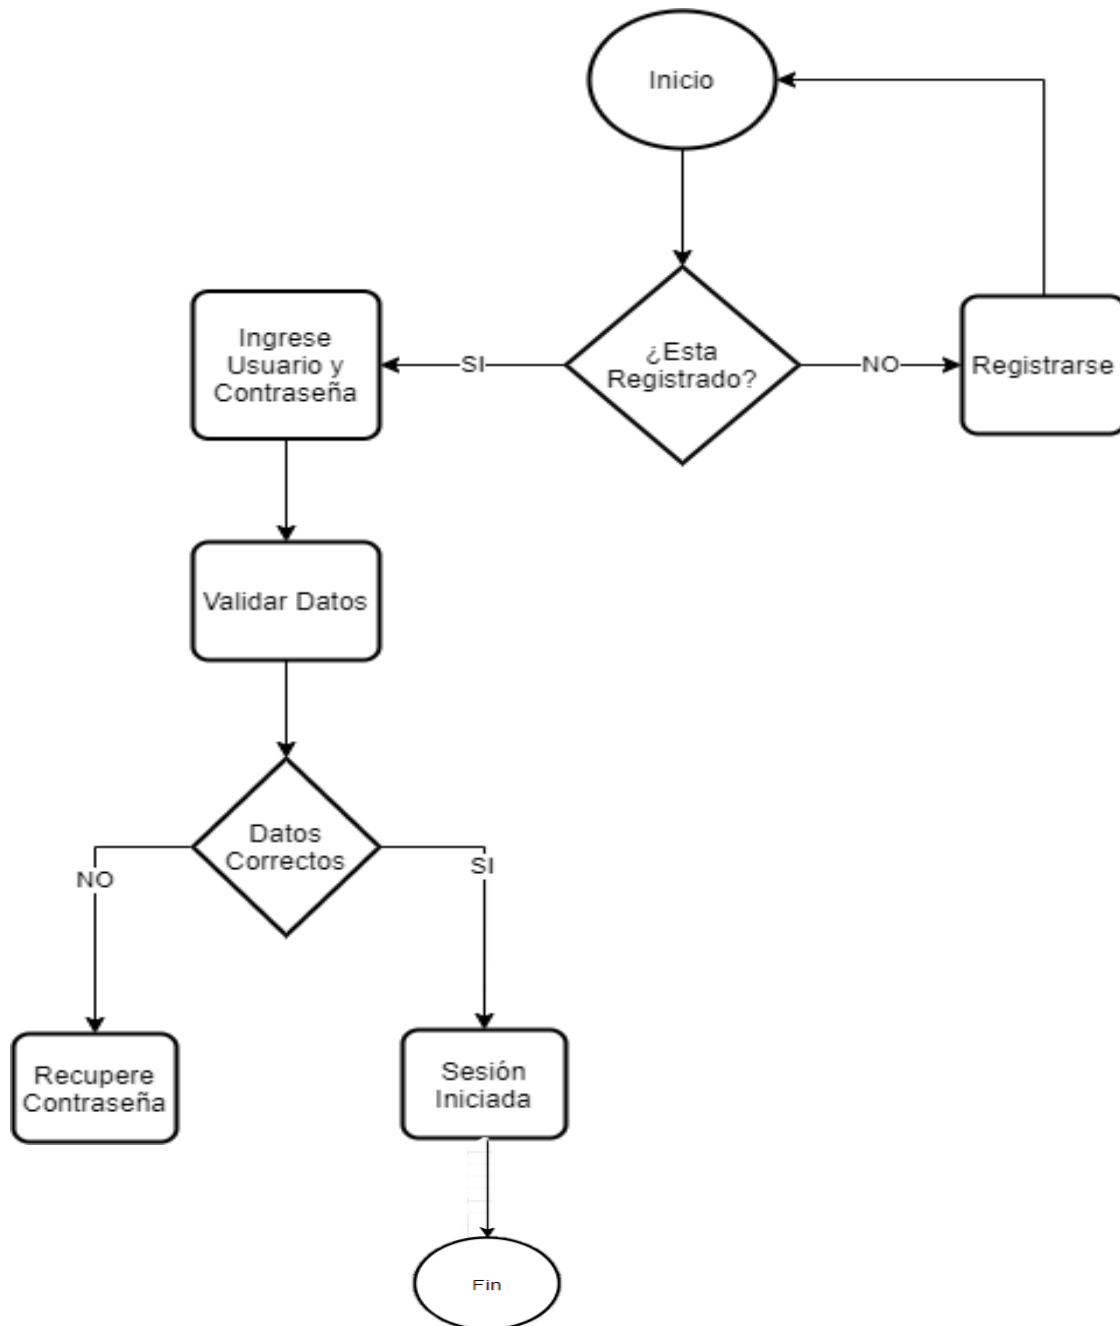 Inicio
Ingrese
Usuario y
Contraseña
SI
¿Esta
Registrado?
NO
Registrarse
Validar Datos
Datos
Correctos
NO
SI
Recupere
Contraseña
Sesión
Iniciada
Fin